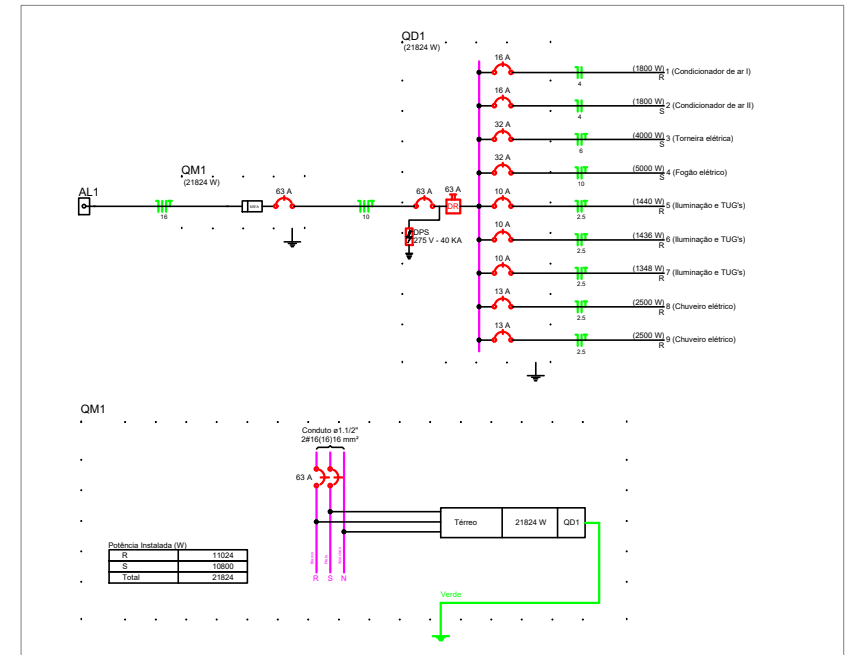 QD1
(21824 W)
16 A
4
(1800 W)
R
1 (Condicionador de ar I)
16 A
4
(1800 W)
S
2 (Condicionador de ar II)
32 A
6
(4000 W)
S
3 (Torneira elétrica)
32 A
10
(5000 W)
S
4 (Fogão elétrico)
AL1
16
QM1
(21824 W)
63 A
10
63 A
63 A
DR
10 A
2.5
(1440 W)
R
5 (Iluminação e TUG's)
DPS
275 V - 40 KA
10 A
2.5
(1436 W)
R
6 (Iluminação e TUG's)
10 A
2.5
(1348 W)
R
7 (Iluminação e TUG's)
13 A
2.5
(2500 W)
R
8 (Chuveiro elétrico)
13 A
2.5
(2500 W)
R
9 (Chuveiro elétrico)
QM1
Conduto ø1.1/2"
2#16(16)16 mm²
63 A
Térreo 21824 W QD1
Potência Instalada (W)
R 11024
S 10800
Total 21824
R S N
Verde